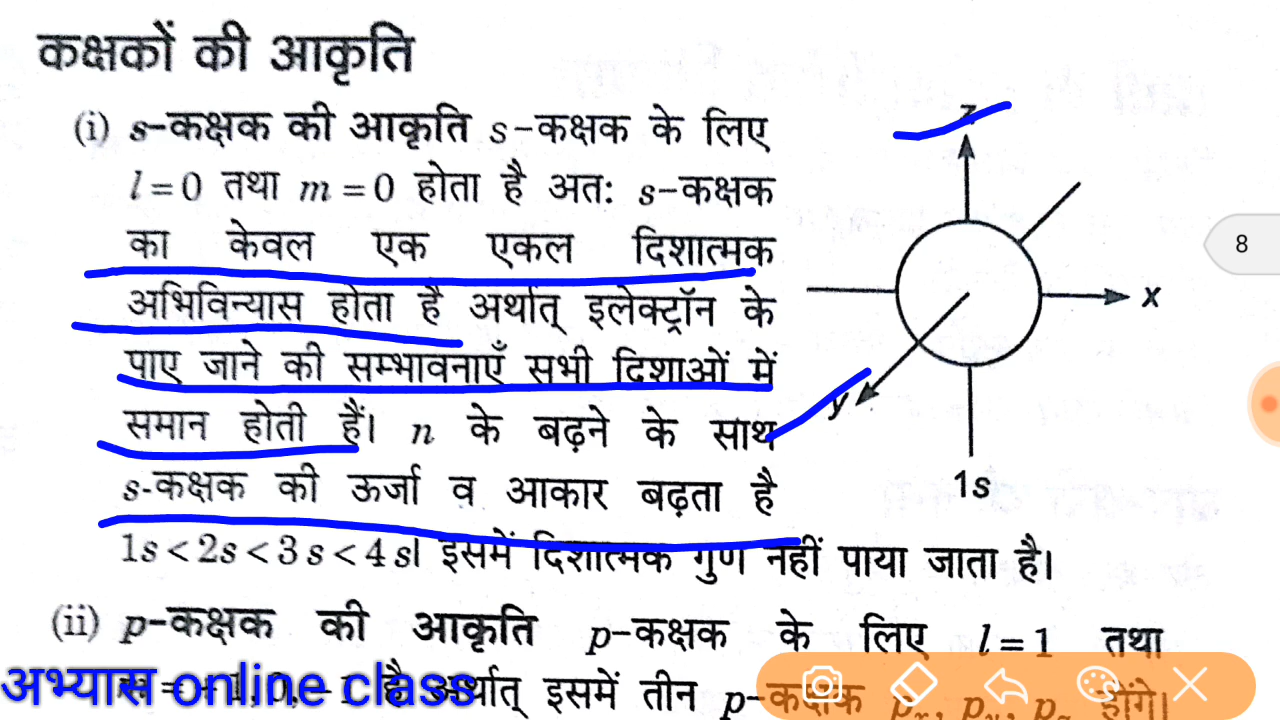 कक्षकों की आकृति
(i) s-कक्षक की आकृति s-कक्षक के लिए
l=0 तथा m=0 होता है अतः s-कक्षक
का केवल एक एकल दिशात्मक
अभिविन्यास होता है अर्थात् इलेक्ट्रॉन के
पाए जाने की सम्भावनाएँ सभी दिशाओं में
समान होती हैं। n के बढ़ने के साथ
s-कक्षक की ऊर्जा व आकार बढ़ता है
1s<2s<3s<4s। इसमें दिशात्मक गुण नहीं पाया जाता है।
z
x
y
1s
8
(ii) p-कक्षक की आकृति p-कक्षक के लिए l=1 तथा
है अर्थात् इसमें तीन p-कक्षक होंगे।
अभ्यास online class